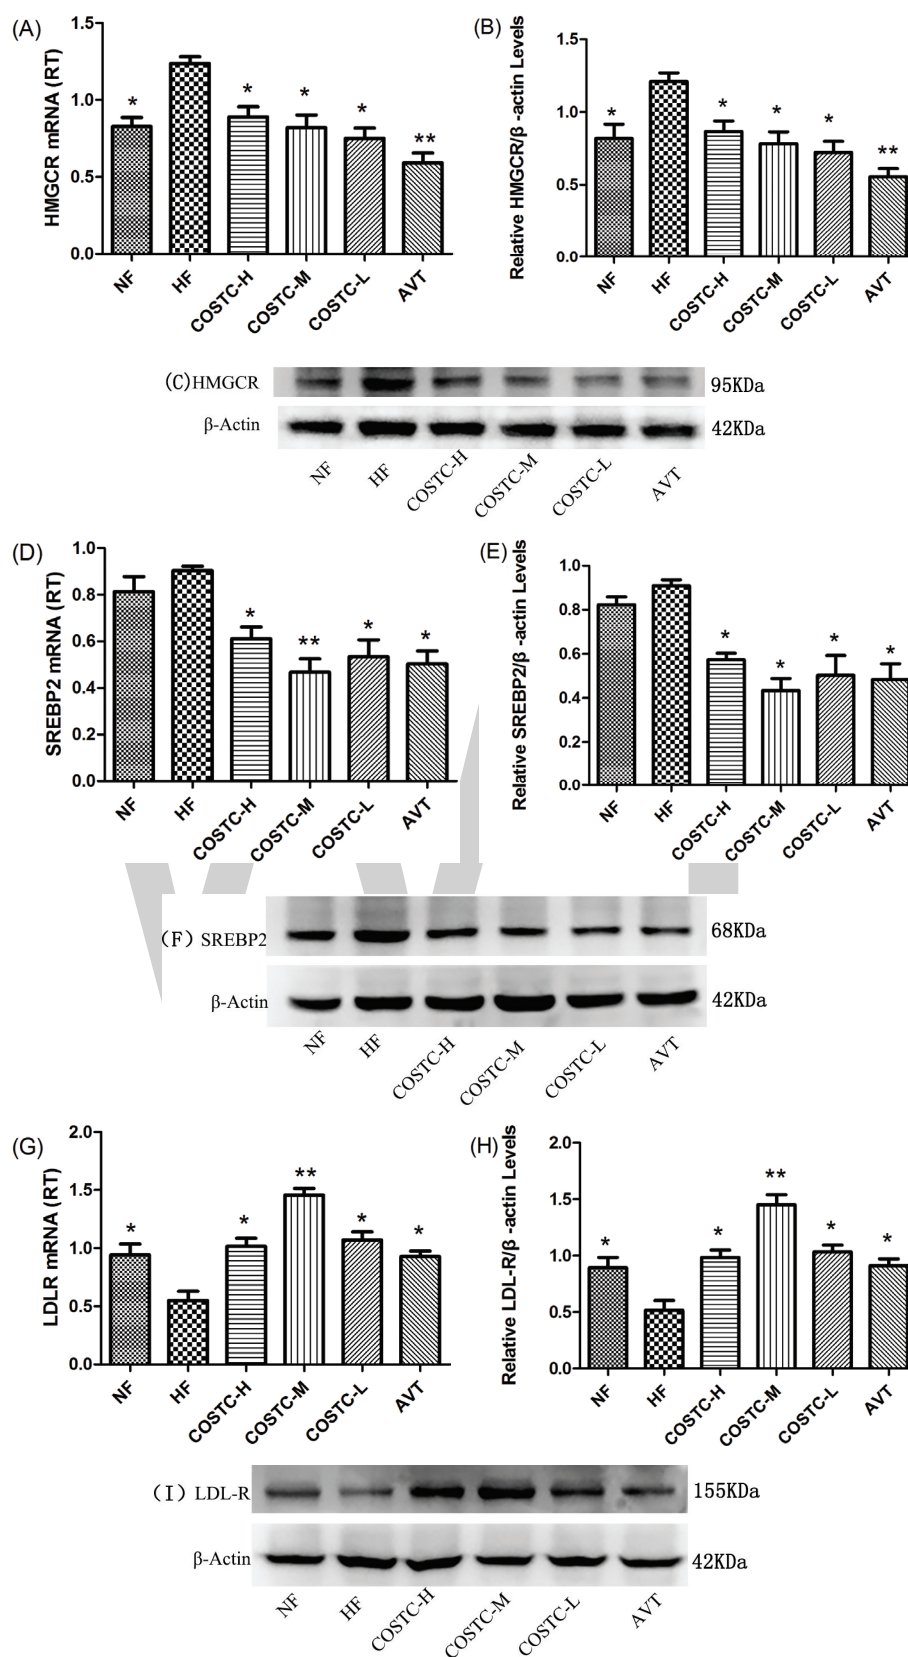 (A)
HMGCR mRNA (RT)
1.5
1.0
0.5
0.0
* * * * **
NF HF COSTC-H COSTC-M COSTC-L AVT
(B)
Relative HMGCR/β -actin Levels
1.5
1.0
0.5
0.0
* * * * **
NF HF COSTC-H COSTC-M COSTC-L AVT
(C)HMGCR 95KDa
β-Actin 42KDa
NF HF COSTC-H COSTC-M COSTC-L AVT
(D)
SREBP2 mRNA (RT)
1.0
0.8
0.6
0.4
0.2
0.0
* ** * *
NF HF COSTC-H COSTC-M COSTC-L AVT
(E)
Relative SREBP2/β -actin Levels
1.0
0.8
0.6
0.4
0.2
0.0
* * * *
NF HF COSTC-H COSTC-M COSTC-L AVT
(F) SREBP2 68KDa
β-Actin 42KDa
NF HF COSTC-H COSTC-M COSTC-L AVT
(G)
LDLR mRNA (RT)
2.0
1.5
1.0
0.5
0.0
* * ** * *
NF HF COSTC-H COSTC-M COSTC-L AVT
(H)
Relative LDL-R/β -actin Levels
2.0
1.5
1.0
0.5
0.0
* * ** * *
NF HF COSTC-H COSTC-M COSTC-L AVT
(I) LDL-R 155KDa
β-Actin 42KDa
NF HF COSTC-H COSTC-M COSTC-L AVT